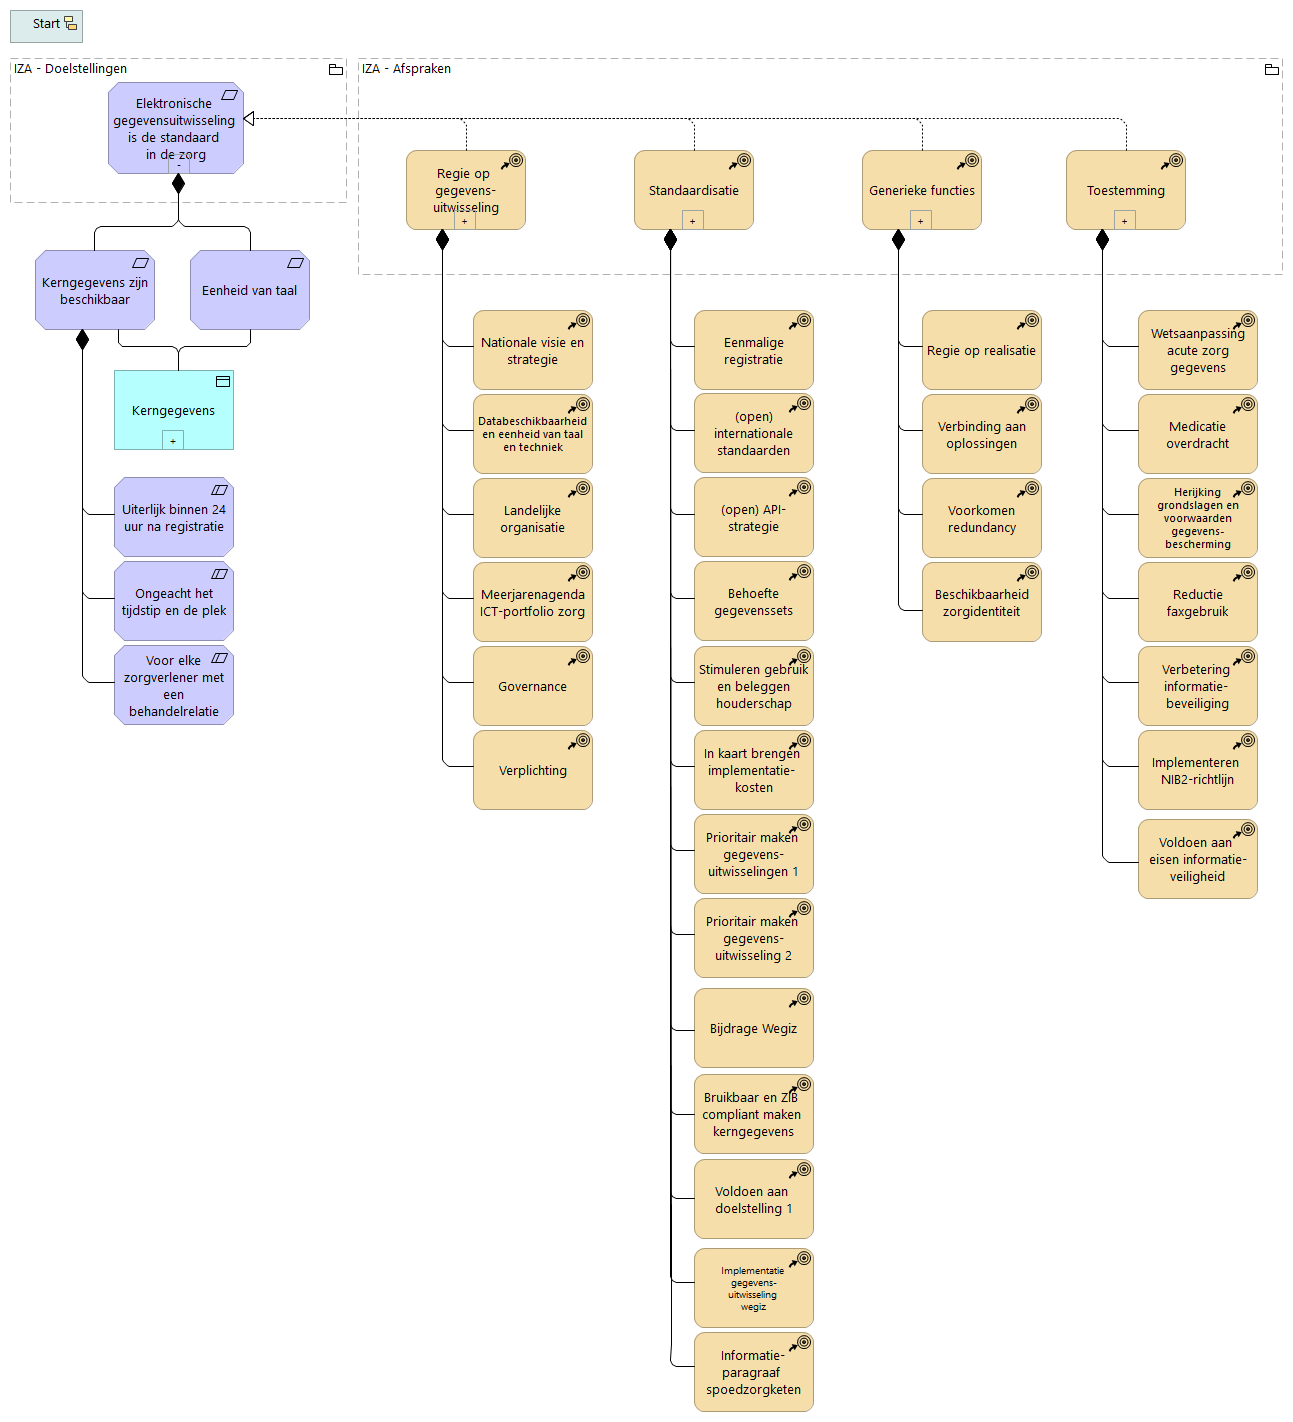 Start
IZA - Doelstellingen
IZA - Afspraken
Elektronische
gegevensuitwisseling
is de standaard
in de zorg
-
Kerngegevens zijn
beschikbaar
Eenheid van taal
Kerngegevens
+
Uiterlijk binnen 24
uur na registratie
Ongeacht het
tijdstip en de plek
Voor elke
zorgverlener met
een
behandelrelatie
Regie op
gegevens-
uitwisseling
+
Nationale visie en
strategie
Databeschikbaarheid
en eenheid van taal
en techniek
Landelijke
organisatie
Meerjarenagenda
ICT-portfolio zorg
Governance
Verplichting
Standaardisatie
+
Eenmalige
registratie
(open)
internationale
standaarden
(open) API-
strategie
Behoefte
gegevenssets
Stimuleren gebruik
en beleggen
houderschap
In kaart brengen
implementatie-
kosten
Prioritair maken
gegevens-
uitwisselingen 1
Prioritair maken
gegevens-
uitwisseling 2
Bijdrage Wegiz
Bruikbaar en ZIB
compliant maken
kerngegevens
Voldoen aan
doelstelling 1
Implementatie
gegevens-
uitwisseling
wegiz
Informatie-
paragraaf
spoedzorgketen
Generieke functies
+
Regie op realisatie
Verbinding aan
oplossingen
Voorkomen
redundancy
Beschikbaarheid
zorgidentiteit
Toestemming
+
Wetsaanpassing
acute zorg
gegevens
Medicatie
overdracht
Herijking
grondslagen en
voorwaarden
gegevens-
bescherming
Reductie
faxgebruik
Verbetering
informatie-
beveiliging
Implementeren
NIB2-richtlijn
Voldoen aan
eisen informatie-
veiligheid